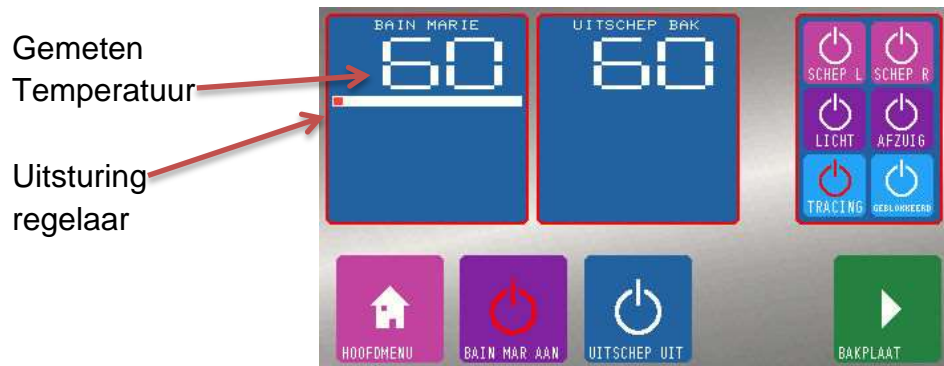 Gemeten
Temperatuur
Uitsturing
regelaar
BAIN MARIE
60
UITSCHEP BAK
60
SCHEP L
SCHEP R
LICHT
AFZUIG
TRACING
GEBLOKKEERD
HOOFDMENU
BAIN MAR AAN
UITSCHEP UIT
BAKPLAAT